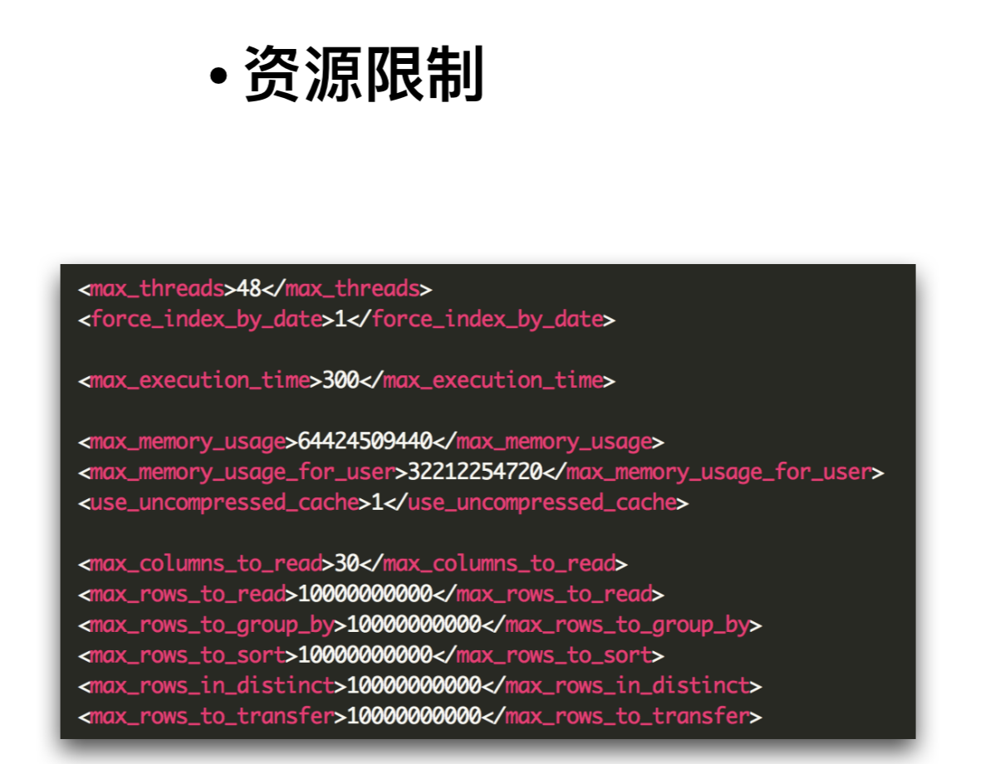 • 资源限制
<max_threads>48</max_threads>
<force_index_by_date>1</force_index_by_date>
<max_execution_time>300</max_execution_time>
<max_memory_usage>64424509440</max_memory_usage>
<max_memory_usage_for_user>32212254720</max_memory_usage_for_user>
<use_uncompressed_cache>1</use_uncompressed_cache>
<max_columns_to_read>30</max_columns_to_read>
<max_rows_to_read>10000000000</max_rows_to_read>
<max_rows_to_group_by>10000000000</max_rows_to_group_by>
<max_rows_to_sort>10000000000</max_rows_to_sort>
<max_rows_in_distinct>10000000000</max_rows_in_distinct>
<max_rows_to_transfer>10000000000</max_rows_to_transfer>